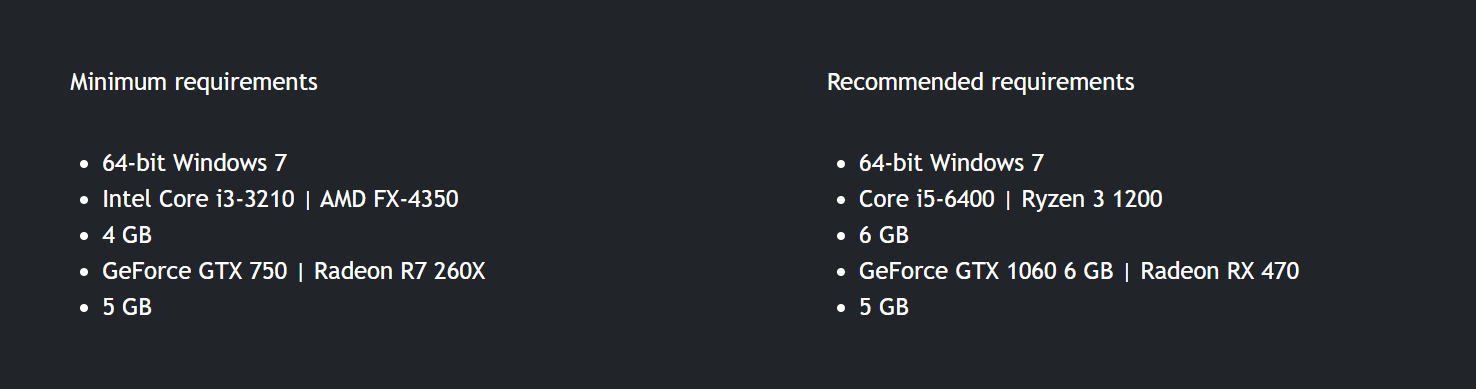 Minimum requirements
64-bit Windows 7
Intel Core i3-3210 | AMD FX-4350
4 GB
GeForce GTX 750 | Radeon R7 260X
5 GB
Recommended requirements
64-bit Windows 7
Core i5-6400 | Ryzen 3 1200
6 GB
GeForce GTX 1060 6 GB | Radeon RX 470
5 GB